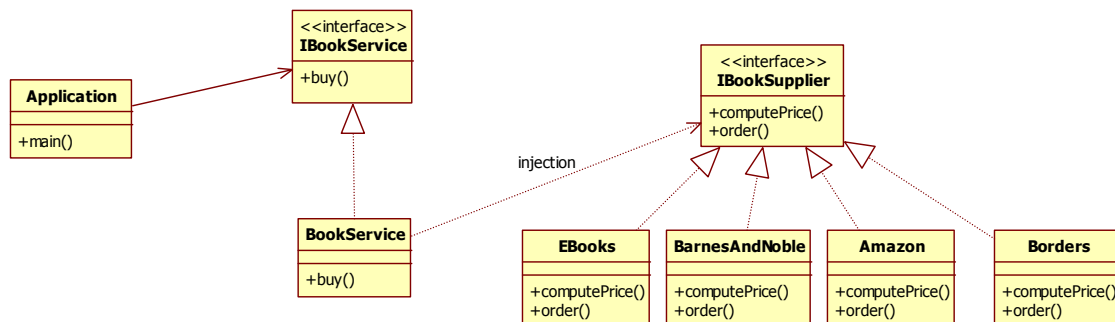 <<interface>>
IBookService
+buy()
Application
+main()
<<interface>>
IBookSupplier
+computePrice()
+order()
injection
BookService
+buy()
EBooks
+computePrice()
+order()
BarnesAndNoble
+computePrice()
+order()
Amazon
+computePrice()
+order()
Borders
+computePrice()
+order()